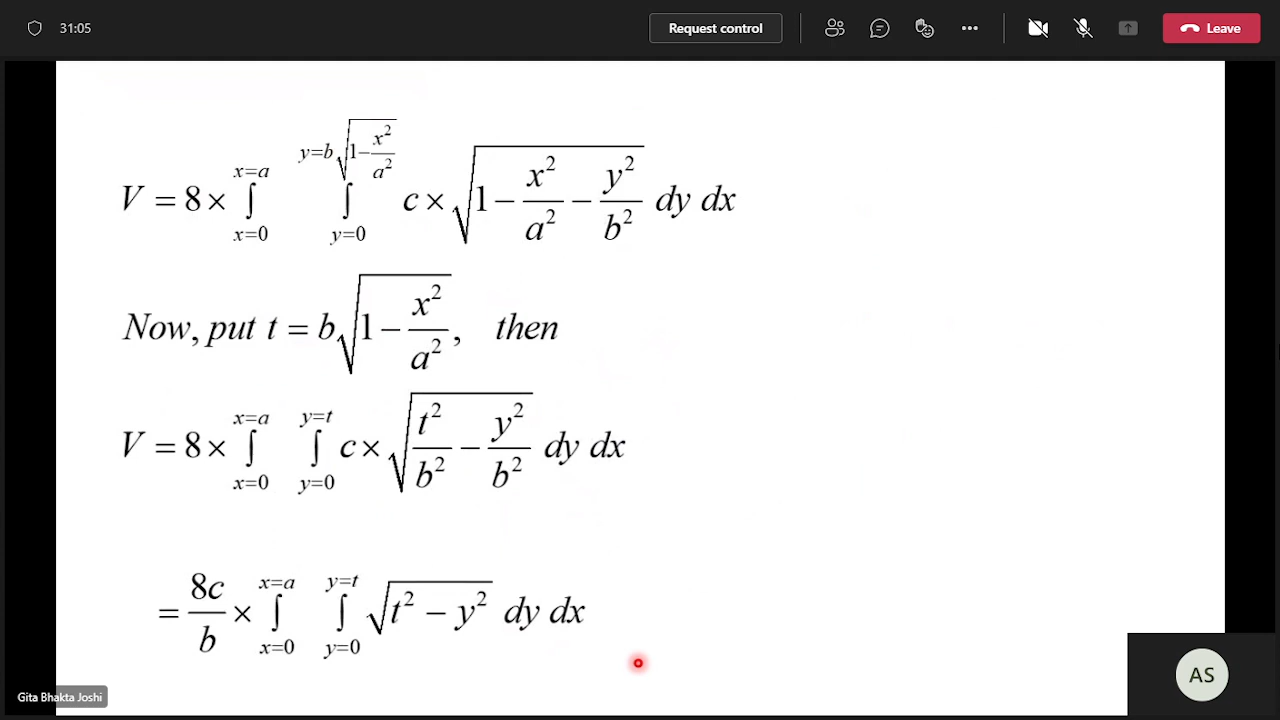 31:05 Request control Leave
V = 8 × ∫_{x=0}^{x=a} ∫_{y=0}^{y=b√(1−x²/a²)} c × √(1 − x²/a² − y²/b²) dy dx
Now, put t = b√(1 − x²/a²), then
V = 8 × ∫_{x=0}^{x=a} ∫_{y=0}^{y=t} c × √(t²/b² − y²/b²) dy dx
= 8c/b × ∫_{x=0}^{x=a} ∫_{y=0}^{y=t} √(t² − y²) dy dx
AS
Gita Bhakta Joshi